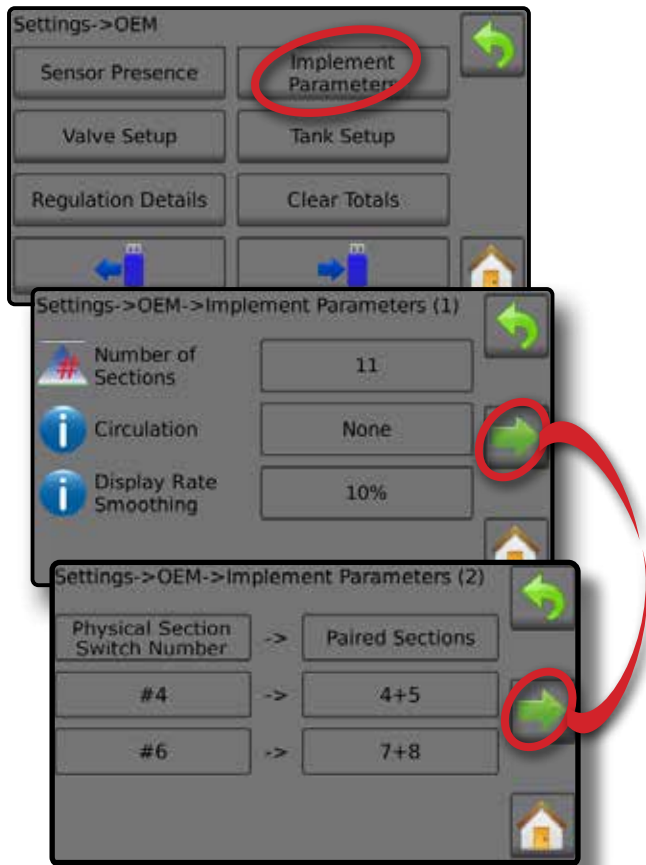 Settings->OEM
Sensor Presence
Implement
Parameters
Valve Setup
Tank Setup
Regulation Details
Clear Totals
Settings->OEM->Implement Parameters (1)
Number of
Sections
11
Circulation
None
Display Rate
Smoothing
10%
Settings->OEM->Implement Parameters (2)
Physical Section
Switch Number
->
Paired Sections
#4
->
4+5
#6
->
7+8